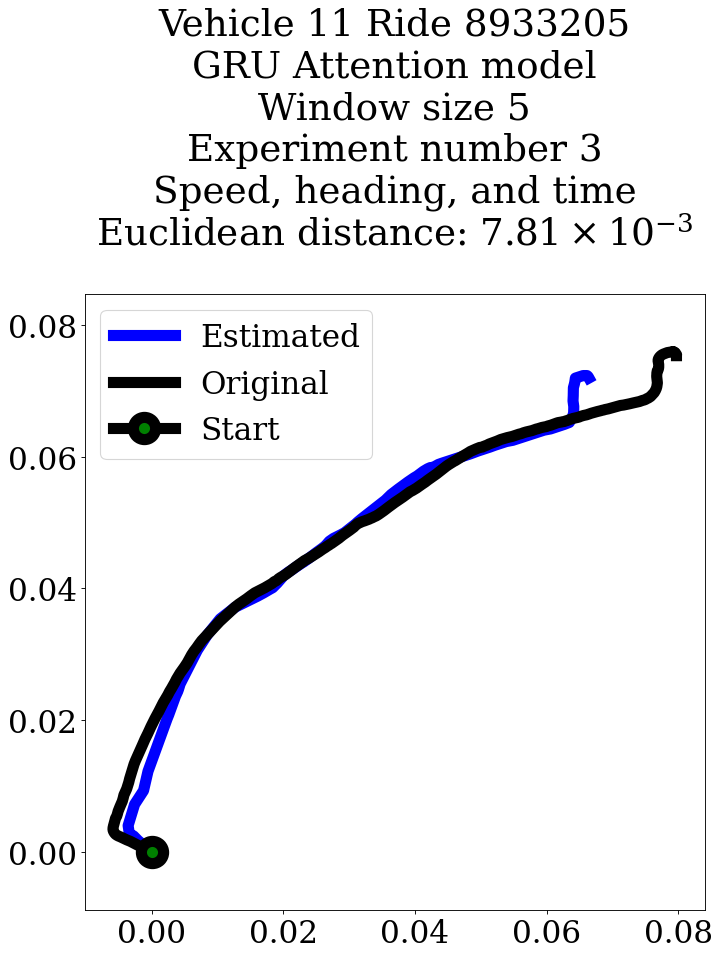 Vehicle 11 Ride 8933205
GRU Attention model
Window size 5
Experiment number 3
Speed, heading, and time
Euclidean distance: 7.81 × 10⁻³
Estimated
Original
Start
0.08
0.06
0.04
0.02
0.00
0.00 0.02 0.04 0.06 0.08